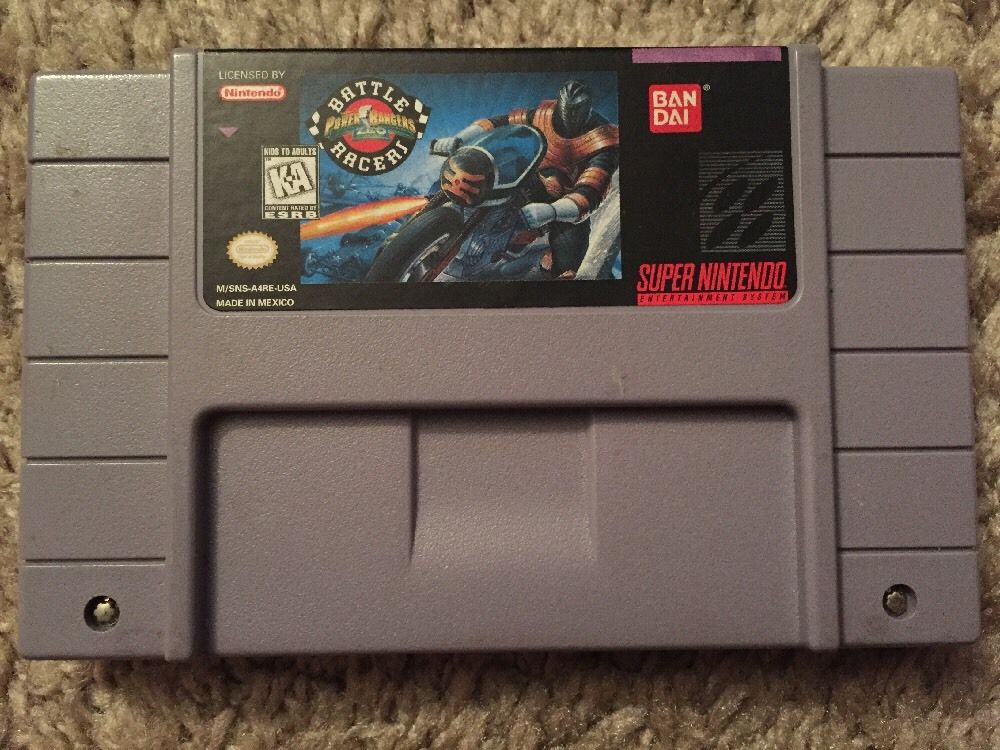 LICENSED BY
Nintendo
BATTLE
POWER RANGERS
ZEO
RACERS
KIDS TO ADULTS
K-A
CONTENT RATED BY
ESRB
M/SNS-A4RE-USA
MADE IN MEXICO
BAN
DAI
®
SUPER NINTENDO
ENTERTAINMENT SYSTEM